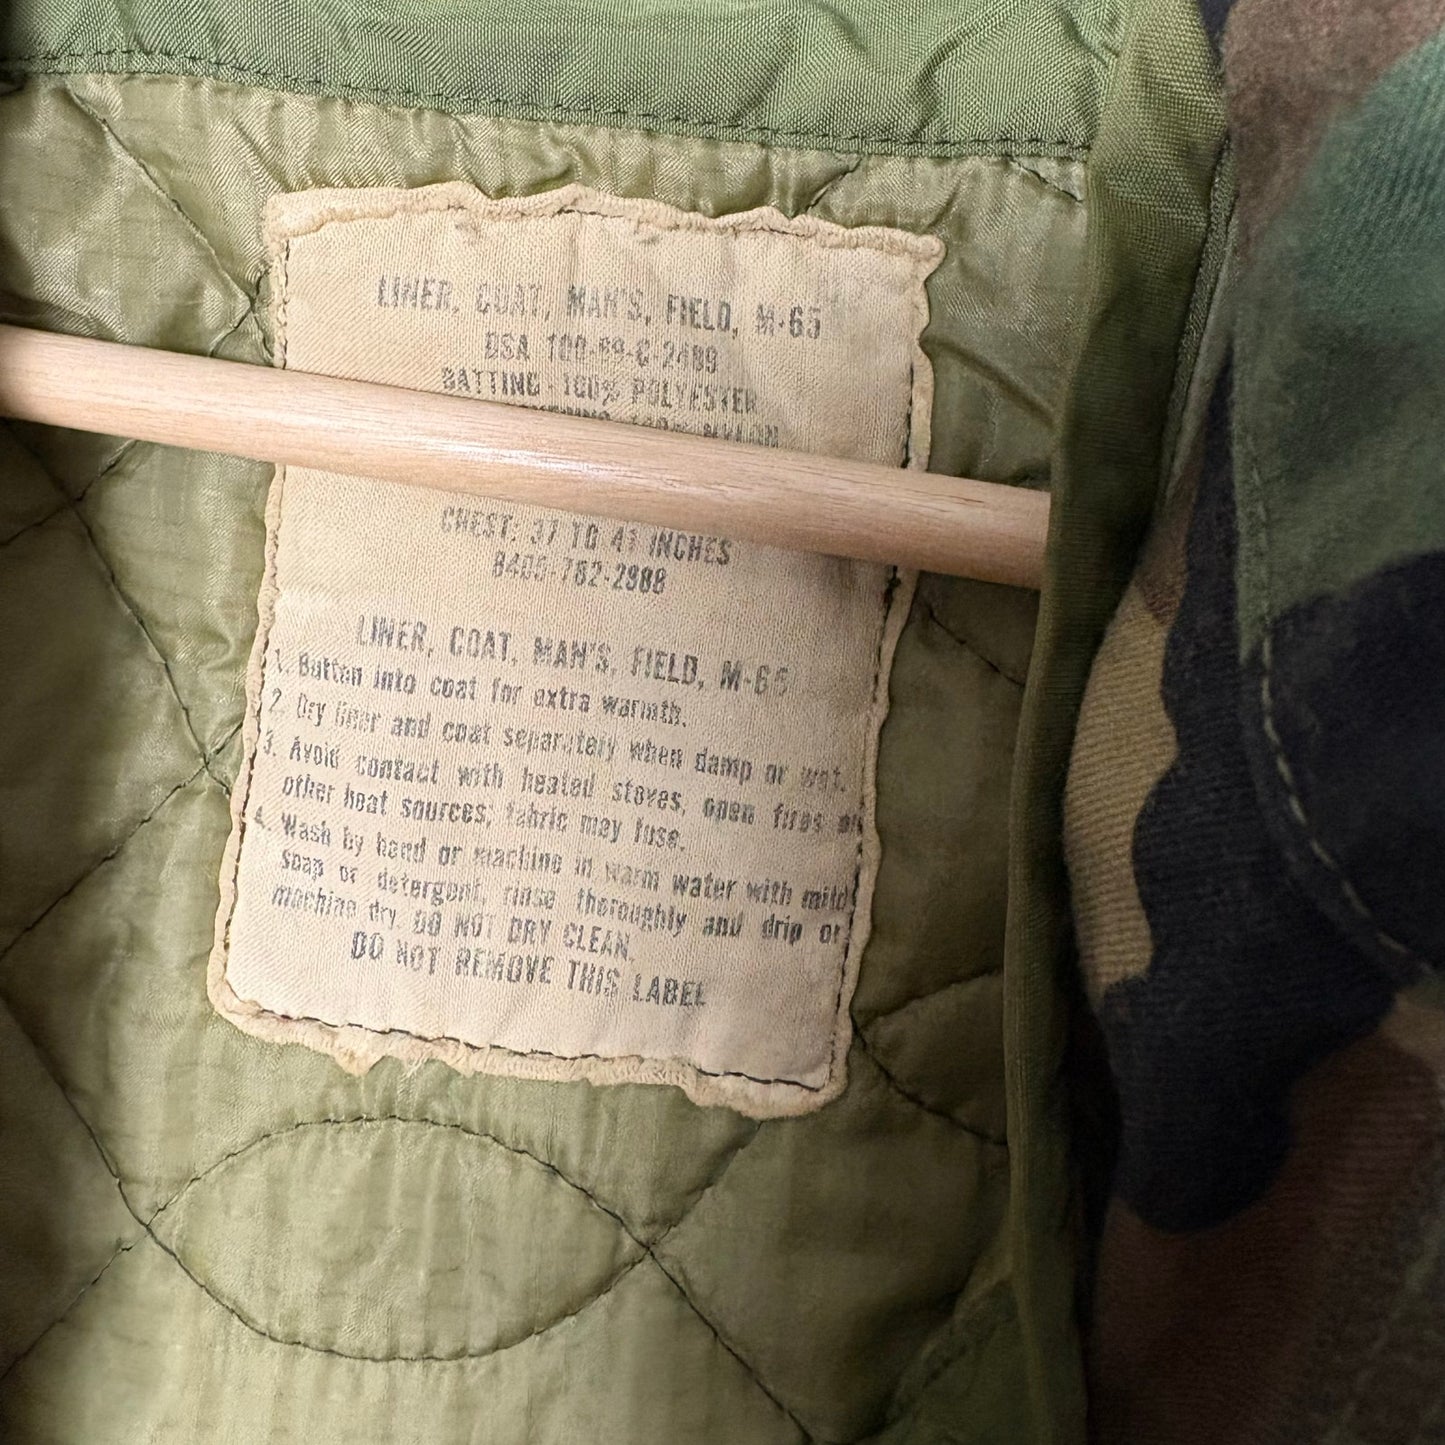 LINER, COAT, MAN'S, FIELD, M-65
DSA 100-69-C-2489
BATTING - 100% POLYESTER
COVERING 100% NYLON
CHEST: 37 TO 41 INCHES
8405-782-2888
LINER, COAT, MAN'S, FIELD, M-65
1. Button into coat for extra warmth.
2. Dry liner and coat separately when damp or wet.
3. Avoid contact with heated stoves, open fires or
other heat sources; fabric may fuse.
4. Wash by hand or machine in warm water with mild
soap or detergent, rinse thoroughly and drip or
machine dry. DO NOT DRY CLEAN.
DO NOT REMOVE THIS LABEL